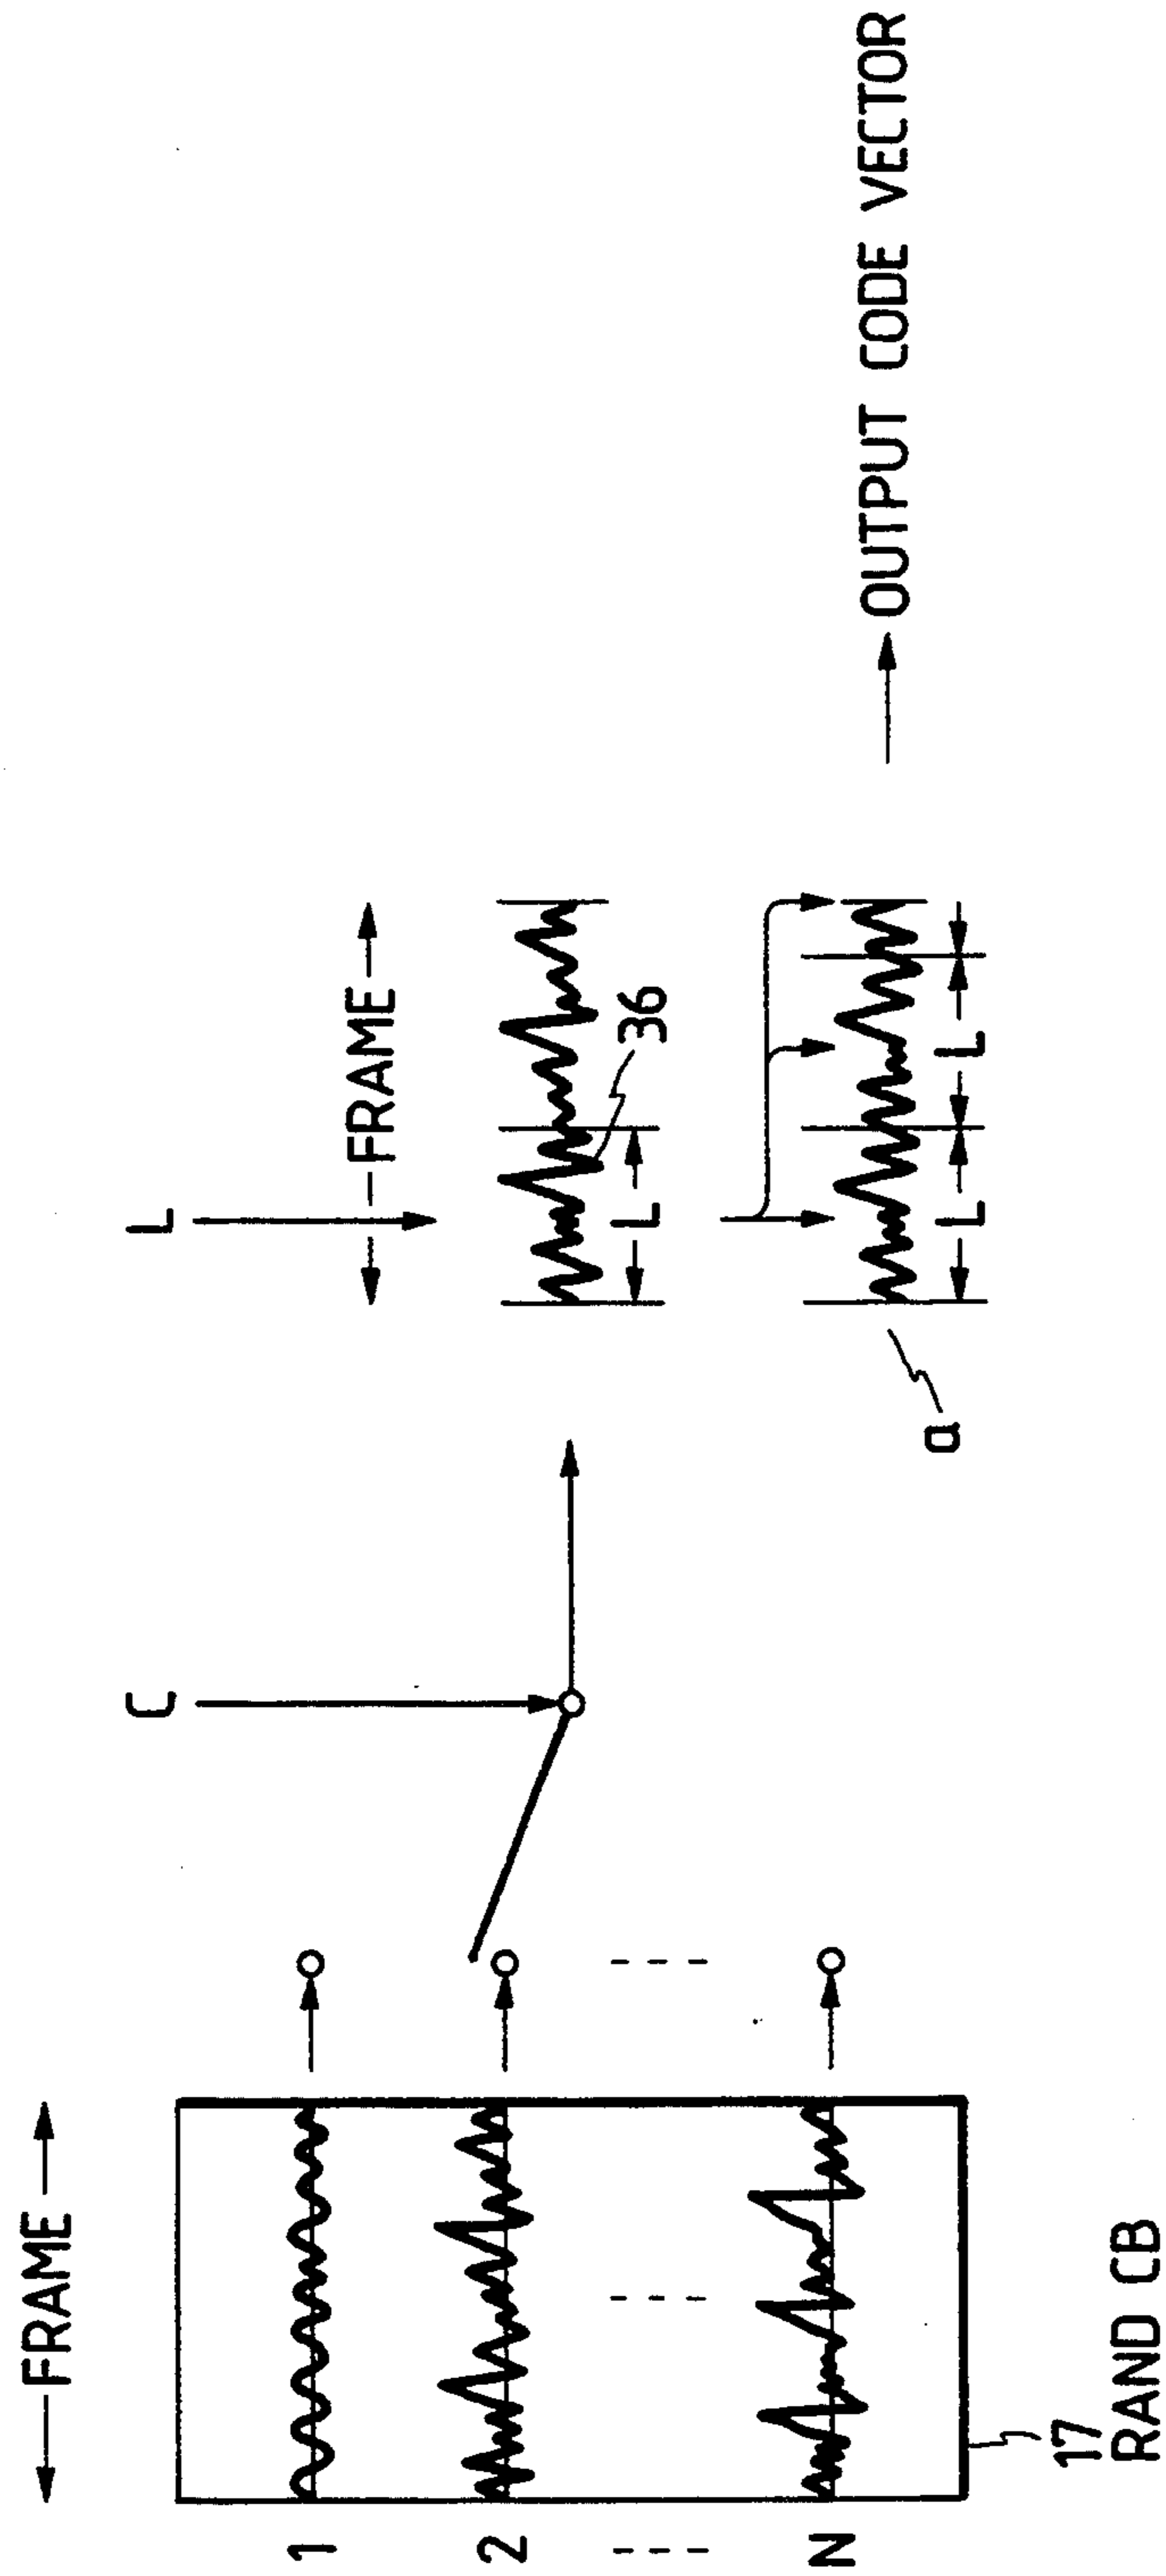 FRAME
1
2
N
17
RAND CB
C
L
FRAME
36
L
L
L
a
OUTPUT CODE VECTOR